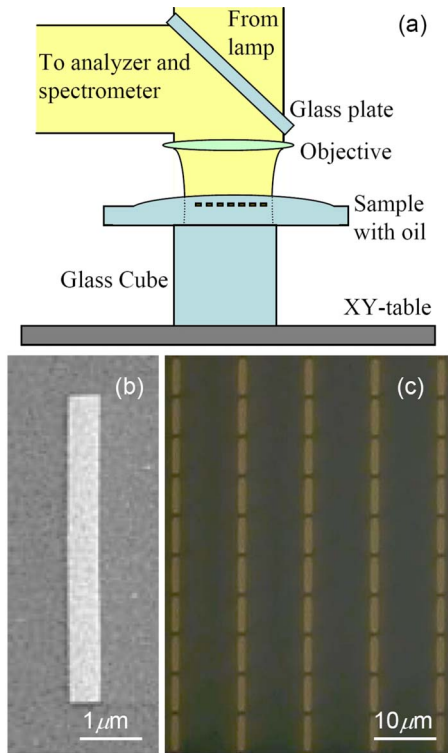 From
lamp
(a)
To analyzer and
spectrometer
Glass plate
Objective
Sample
with oil
Glass Cube
XY-table
(b)
(c)
1μm
10μm